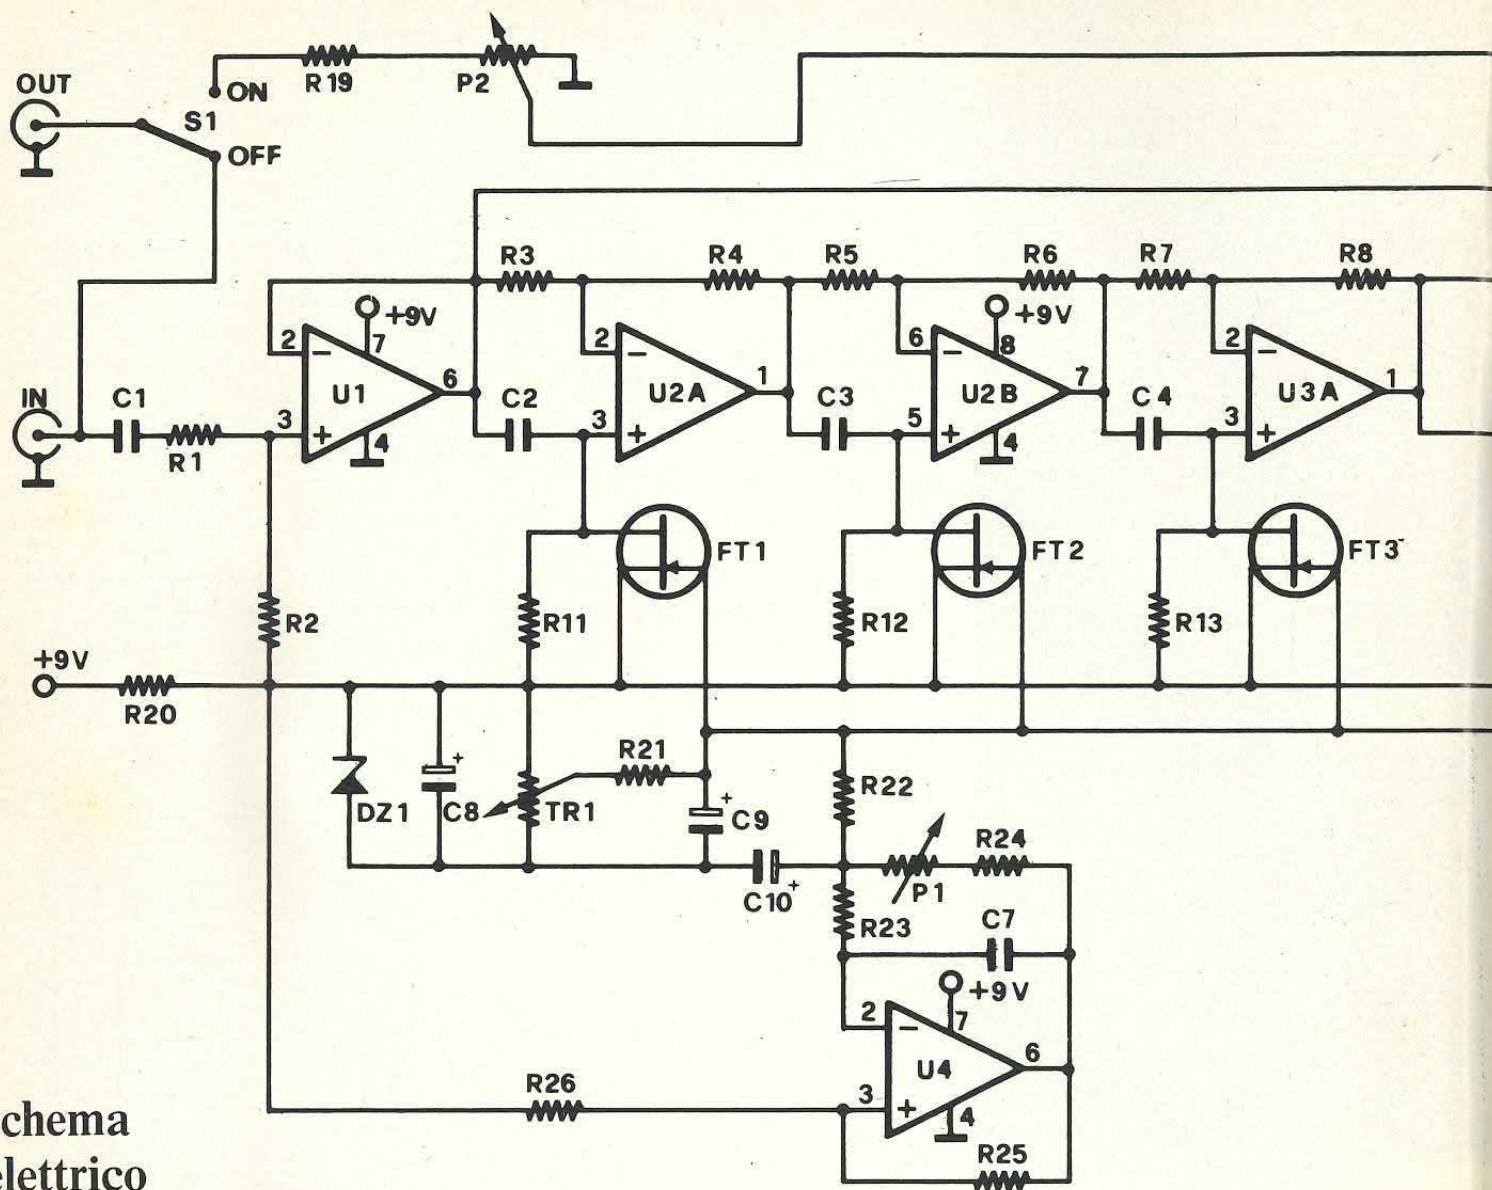 OUT
S1
ON
OFF
R19
P2
R3
R4
R5
R6
R7
R8
+9V
+9V
2
−
7
U1
6
3
+
4
2
−
U2A
1
3
+
6
−
8
U2B
7
5
+
4
2
−
U3A
1
3
+
IN
C1
R1
C2
C3
C4
FT1
FT2
FT3
R2
R11
R12
R13
+9V
R20
DZ1
+
C8
TR1
R21
+
C9
C10
+
R22
P1
R24
R23
C7
+9V
2
−
7
U4
6
3
+
4
R26
R25
chema
elettrico